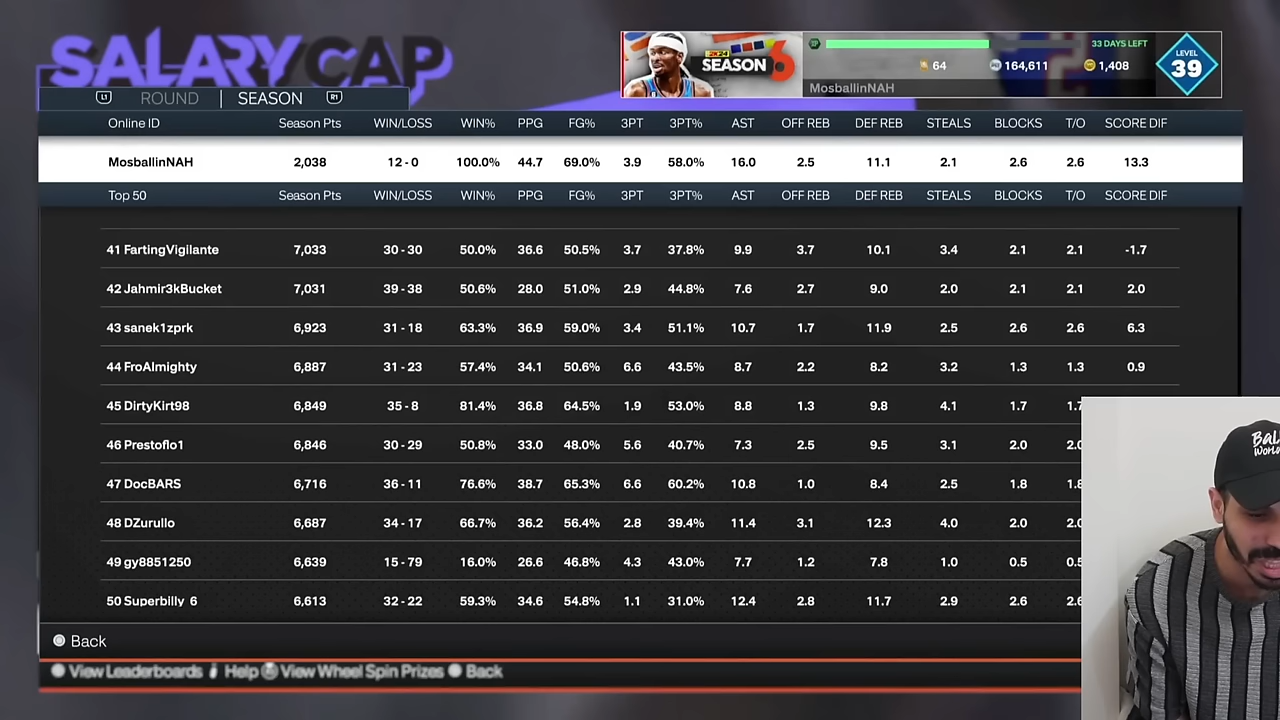 SALARY CAP
2K24 SEASON 6
33 DAYS LEFT
64 164,611 1,408
LEVEL 39
MosballinNAH
L1 ROUND SEASON R1
Online ID Season Pts WIN/LOSS WIN% PPG FG% 3PT 3PT% AST OFF REB DEF REB STEALS BLOCKS T/O SCORE DIF
MosballinNAH 2,038 12 - 0 100.0% 44.7 69.0% 3.9 58.0% 16.0 2.5 11.1 2.1 2.6 2.6 13.3
Top 50 Season Pts WIN/LOSS WIN% PPG FG% 3PT 3PT% AST OFF REB DEF REB STEALS BLOCKS T/O SCORE DIF
41 FartingVigilante 7,033 30 - 30 50.0% 36.6 50.5% 3.7 37.8% 9.9 3.7 10.1 3.4 2.1 2.1 -1.7
42 Jahmir3kBucket 7,031 39 - 38 50.6% 28.0 51.0% 2.9 44.8% 7.6 2.7 9.0 2.0 2.1 2.1 2.0
43 sanek1zprk 6,923 31 - 18 63.3% 36.9 59.0% 3.4 51.1% 10.7 1.7 11.9 2.5 2.6 2.6 6.3
44 FroAlmighty 6,887 31 - 23 57.4% 34.1 50.6% 6.6 43.5% 8.7 2.2 8.2 3.2 1.3 1.3 0.9
45 DirtyKirt98 6,849 35 - 8 81.4% 36.8 64.5% 1.9 53.0% 8.8 1.3 9.8 4.1 1.7 1.7
46 Prestoflo1 6,846 30 - 29 50.8% 33.0 48.0% 5.6 40.7% 7.3 2.5 9.5 3.1 2.0 2.0
47 DocBARS 6,716 36 - 11 76.6% 38.7 65.3% 6.6 60.2% 10.8 1.0 8.4 2.5 1.8 1.8
48 DZurullo 6,687 34 - 17 66.7% 36.2 56.4% 2.8 39.4% 11.4 3.1 12.3 4.0 2.0 2.0
49 gy8851250 6,639 15 - 79 16.0% 26.6 46.8% 4.3 43.0% 7.7 1.2 7.8 1.0 0.5 0.5
50 Superbilly_6 6,613 32 - 22 59.3% 34.6 54.8% 1.1 31.0% 12.4 2.8 11.7 2.9 2.6 2.6
Back
View Leaderboards Help View Wheel Spin Prizes Back